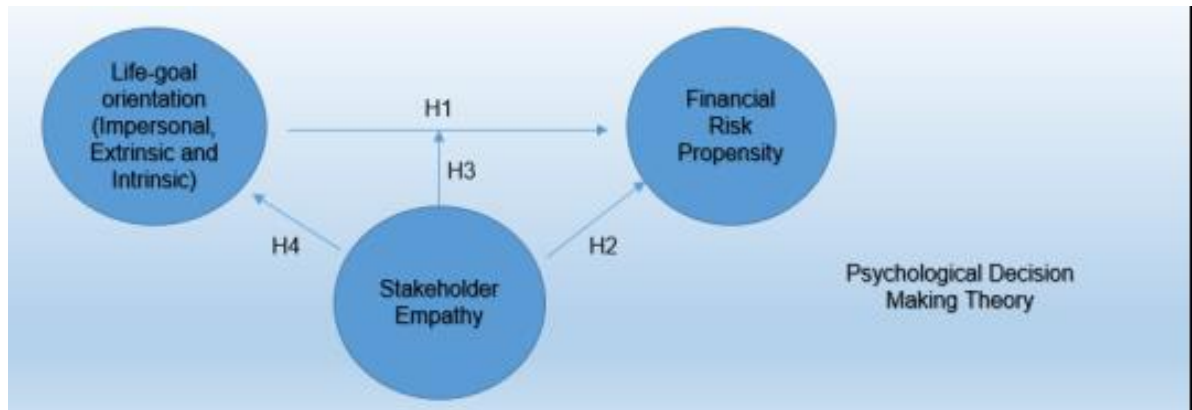 Life-goal
orientation
(Impersonal,
Extrinsic and
Intrinsic)
H1
Financial
Risk
Propensity
H3
H4
H2
Stakeholder
Empathy
Psychological Decision
Making Theory